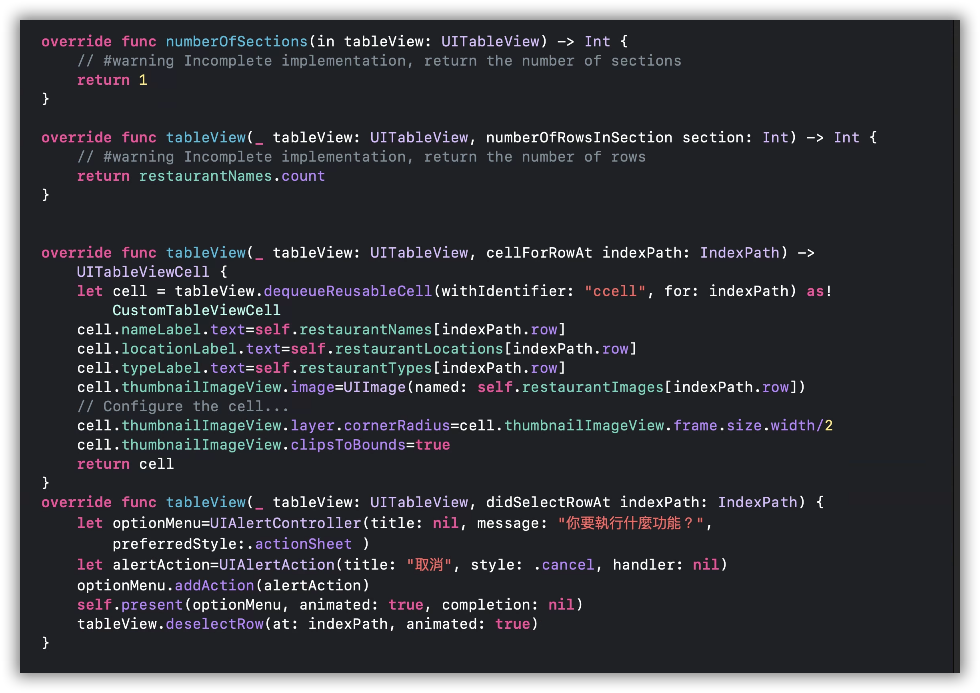 override func numberOfSections(in tableView: UITableView) -> Int {
    // #warning Incomplete implementation, return the number of sections
    return 1
}

override func tableView(_ tableView: UITableView, numberOfRowsInSection section: Int) -> Int {
    // #warning Incomplete implementation, return the number of rows
    return restaurantNames.count
}


override func tableView(_ tableView: UITableView, cellForRowAt indexPath: IndexPath) ->
    UITableViewCell {
    let cell = tableView.dequeueReusableCell(withIdentifier: "ccell", for: indexPath) as!
        CustomTableViewCell
    cell.nameLabel.text=self.restaurantNames[indexPath.row]
    cell.locationLabel.text=self.restaurantLocations[indexPath.row]
    cell.typeLabel.text=self.restaurantTypes[indexPath.row]
    cell.thumbnailImageView.image=UIImage(named: self.restaurantImages[indexPath.row])
    // Configure the cell...
    cell.thumbnailImageView.layer.cornerRadius=cell.thumbnailImageView.frame.size.width/2
    cell.thumbnailImageView.clipsToBounds=true
    return cell
}
override func tableView(_ tableView: UITableView, didSelectRowAt indexPath: IndexPath) {
    let optionMenu=UIAlertController(title: nil, message: "你要執行什麼功能？",
        preferredStyle:.actionSheet )
    let alertAction=UIAlertAction(title: "取消", style: .cancel, handler: nil)
    optionMenu.addAction(alertAction)
    self.present(optionMenu, animated: true, completion: nil)
    tableView.deselectRow(at: indexPath, animated: true)
}